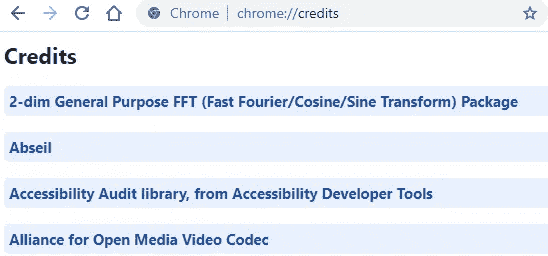 Chrome | chrome://credits
Credits
2-dim General Purpose FFT (Fast Fourier/Cosine/Sine Transform) Package
Abseil
Accessibility Audit library, from Accessibility Developer Tools
Alliance for Open Media Video Codec